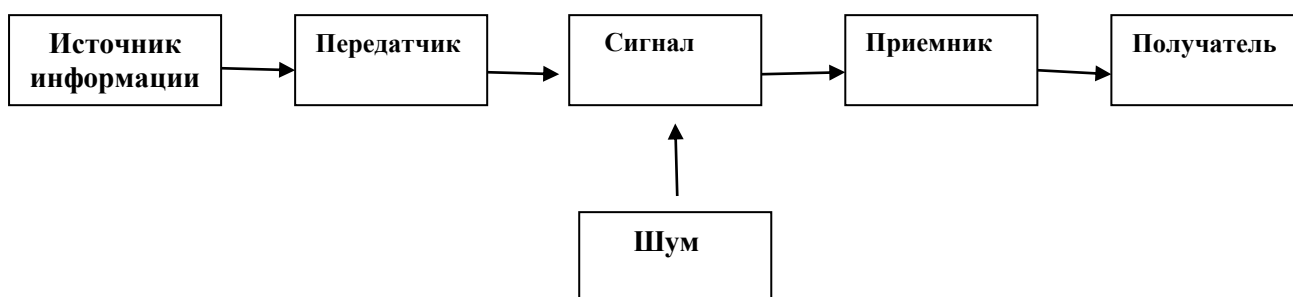 Источник
информации
Передатчик
Сигнал
Приемник
Получатель
Шум